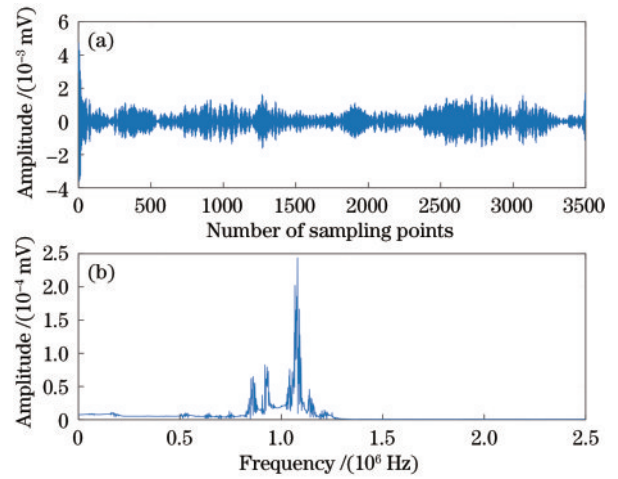 (a)
Amplitude /(10⁻³ mV)
6
4
2
0
−2
−4
0 500 1000 1500 2000 2500 3000 3500
Number of sampling points
(b)
Amplitude /(10⁻⁴ mV)
2.5
2.0
1.5
1.0
0.5
0
0 0.5 1.0 1.5 2.0 2.5
Frequency /(10⁶ Hz)